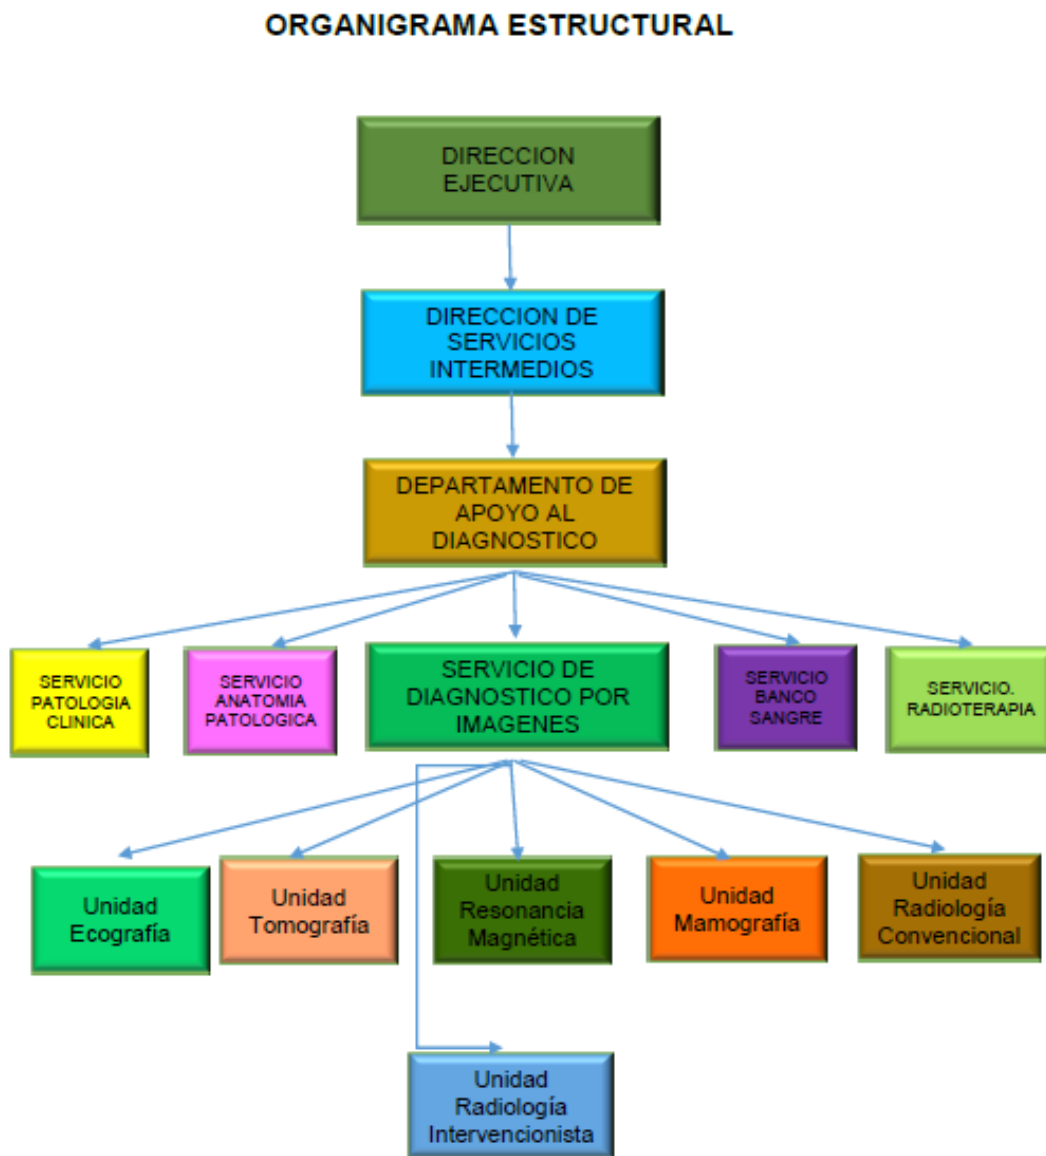 ORGANIGRAMA ESTRUCTURAL
DIRECCION
EJECUTIVA
DIRECCION DE
SERVICIOS
INTERMEDIOS
DEPARTAMENTO DE
APOYO AL
DIAGNOSTICO
SERVICIO
PATOLOGIA
CLINICA
SERVICIO
ANATOMIA
PATOLOGICA
SERVICIO DE
DIAGNOSTICO POR
IMAGENES
SERVICIO
BANCO
SANGRE
SERVICIO.
RADIOTERAPIA
Unidad
Ecografía
Unidad
Tomografía
Unidad
Resonancia
Magnética
Unidad
Mamografía
Unidad
Radiología
Convencional
Unidad
Radiología
Intervencionista